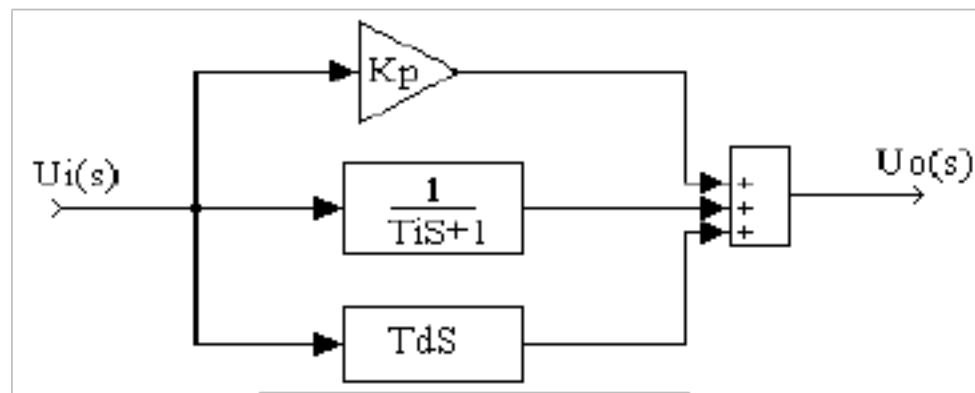 Kp
Ui(s)
1
TiS+1
TdS
+
+
+
Uo(s)